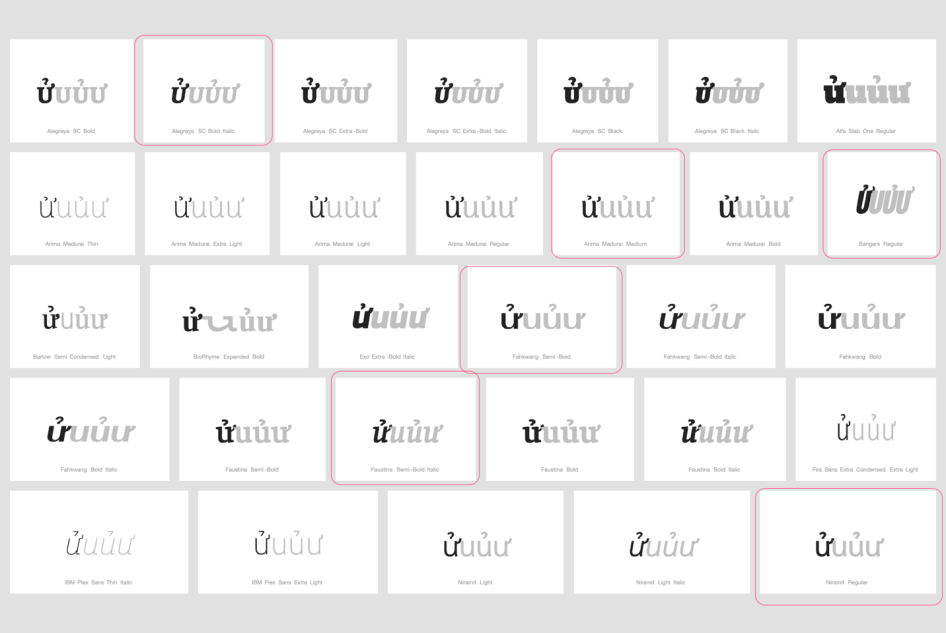 ửuủư
Alegreya SC Bold
ửuủư
Alegreya SC Bold Italic
ửuủư
Alegreya SC Extra-Bold
ửuủư
Alegreya SC Extra-Bold Italic
ửuủư
Alegreya SC Black
ửuủư
Alegreya SC Black Italic
ửuủư
Alfa Slab One Regular
ửuủư
Arima Madurai Thin
ửuủư
Arima Madurai Extra Light
ửuủư
Arima Madurai Light
ửuủư
Arima Madurai Regular
ửuủư
Arima Madurai Medium
ửuủư
Arima Madurai Bold
ửuủư
Bangers Regular
ửuủư
Barlow Semi Condensed Light
ửuủư
BioRhyme Expanded Bold
ửuủư
Exo Extra-Bold Italic
ửuủư
Fahkwang Semi-Bold
ửuủư
Fahkwang Semi-Bold Italic
ửuủư
Fahkwang Bold
ửuủư
Fahkwang Bold Italic
ửuủư
Faustina Semi-Bold
ửuủư
Faustina Semi-Bold Italic
ửuủư
Faustina Bold
ửuủư
Faustina Bold Italic
ửuủư
Fira Sans Extra Condensed Extra Light
ửuủư
IBM Plex Sans Thin Italic
ửuủư
IBM Plex Sans Extra Light
ửuủư
Niramit Light
ửuủư
Niramit Light Italic
ửuủư
Niramit Regular